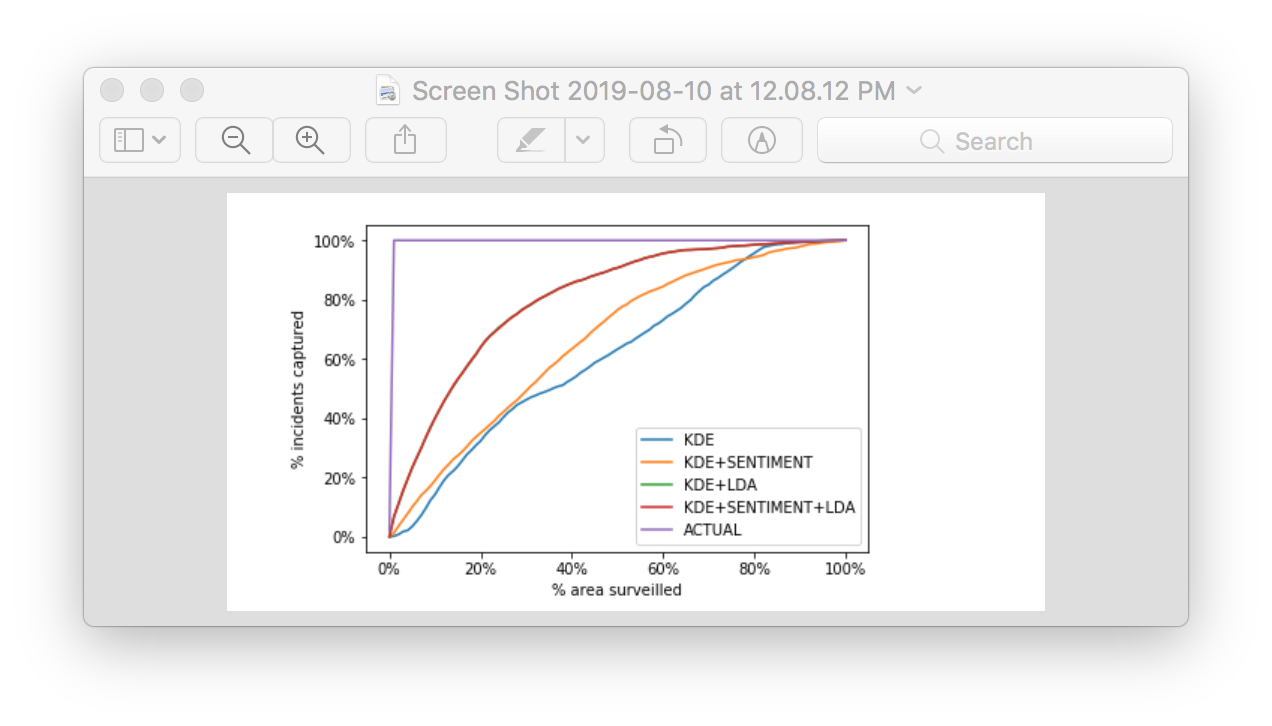 Screen Shot 2019-08-10 at 12.08.12 PM
Search
100%
80%
60%
40%
20%
0%
% incidents captured
KDE
KDE+SENTIMENT
KDE+LDA
KDE+SENTIMENT+LDA
ACTUAL
0% 20% 40% 60% 80% 100%
% area surveilled